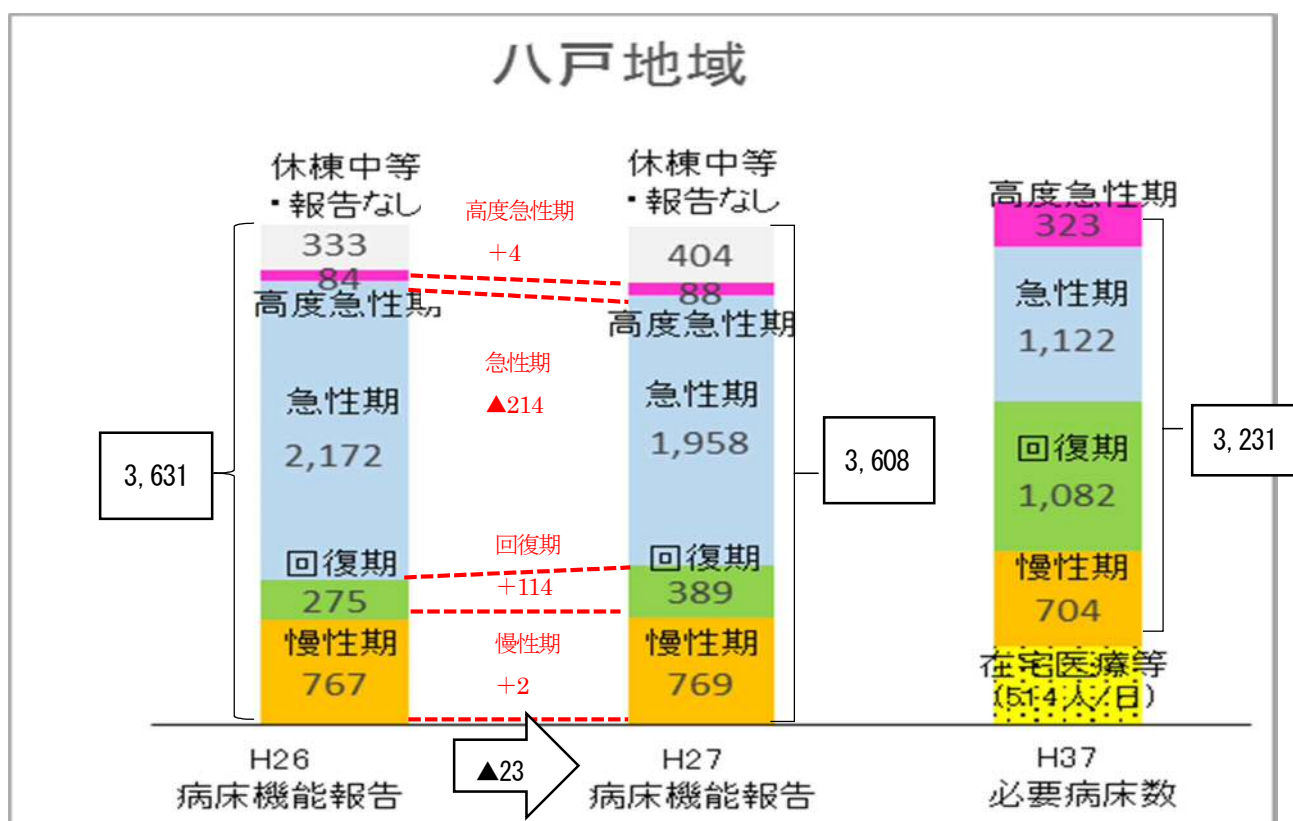 八戸地域
休棟中等
・報告なし
333
84
高度急性期
急性期
2,172
回復期
275
慢性期
767
3,631
H26
病床機能報告
高度急性期
+4
急性期
▲214
回復期
+114
慢性期
+2
▲23
休棟中等
・報告なし
404
88
高度急性期
急性期
1,958
回復期
389
慢性期
769
3,608
H27
病床機能報告
高度急性期
323
急性期
1,122
回復期
1,082
慢性期
704
在宅医療等
(514人/日)
3,231
H37
必要病床数